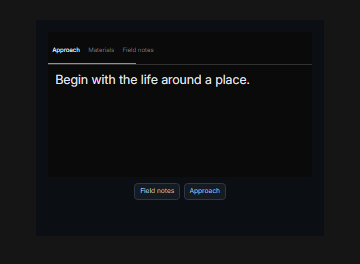 Approach Materials Field notes
Begin with the life around a place.
Field notes Approach